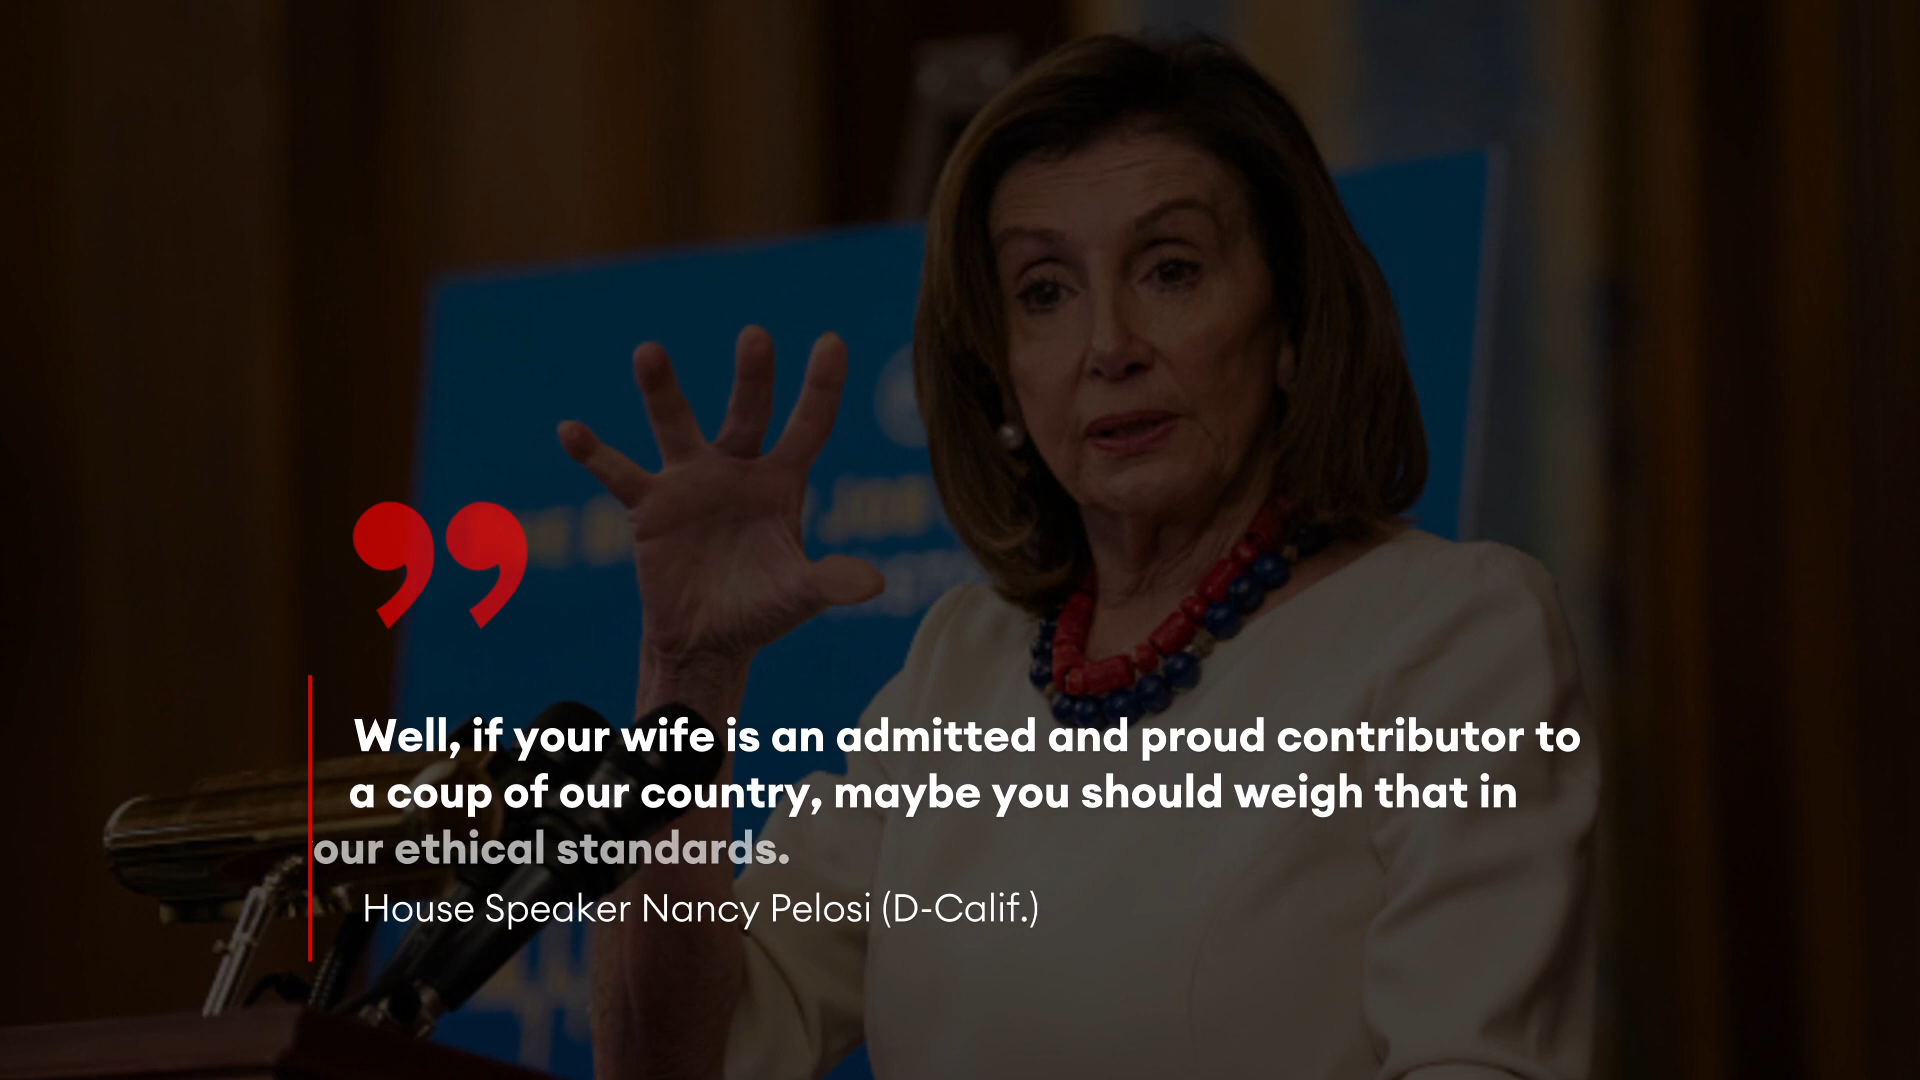 Well, if your wife is an admitted and proud contributor to
a coup of our country, maybe you should weigh that in
our ethical standards.
House Speaker Nancy Pelosi (D-Calif.)